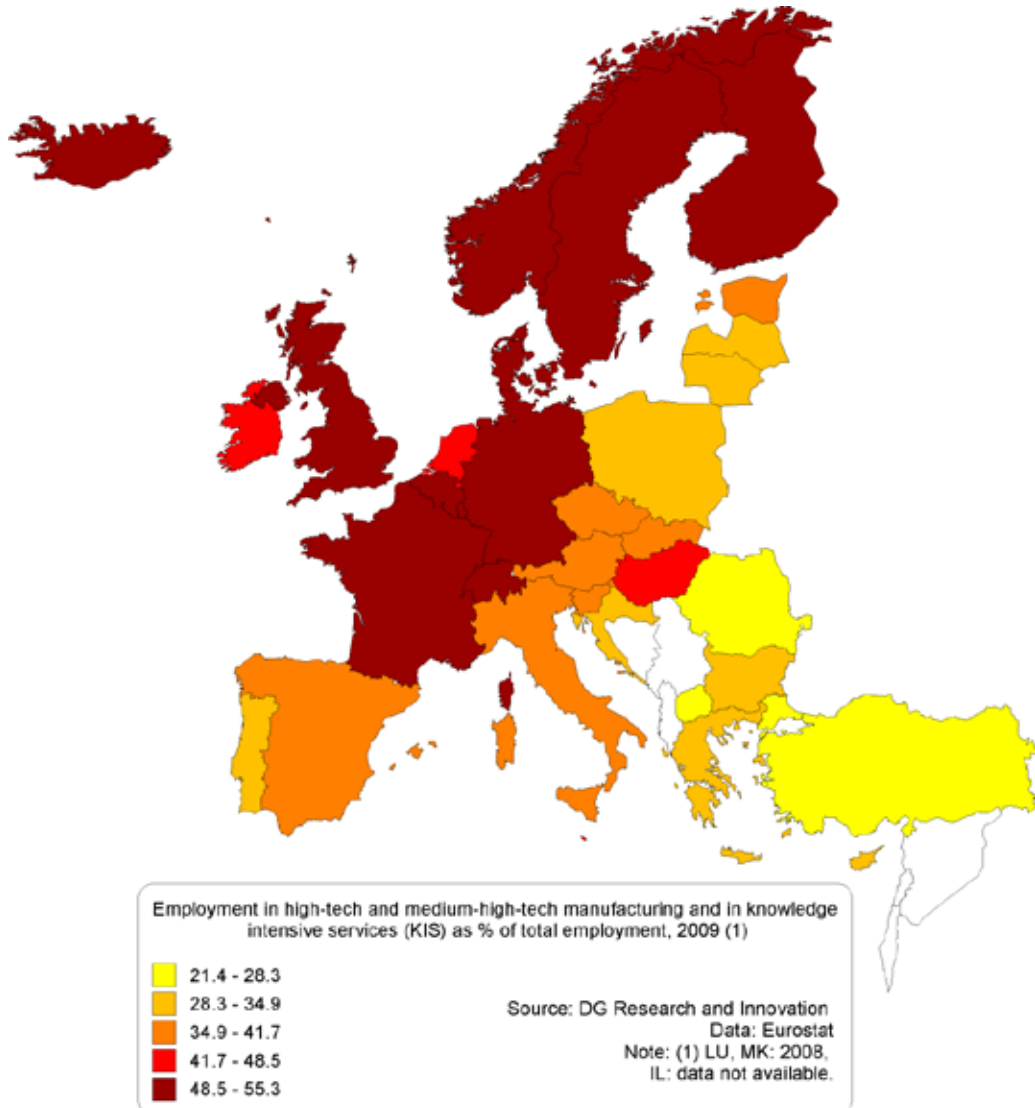 Employment in high-tech and medium-high-tech manufacturing and in knowledge
intensive services (KIS) as % of total employment, 2009 (1)
21.4 - 28.3
28.3 - 34.9
34.9 - 41.7
41.7 - 48.5
48.5 - 55.3
Source: DG Research and Innovation
Data: Eurostat
Note: (1) LU, MK: 2008,
IL: data not available.